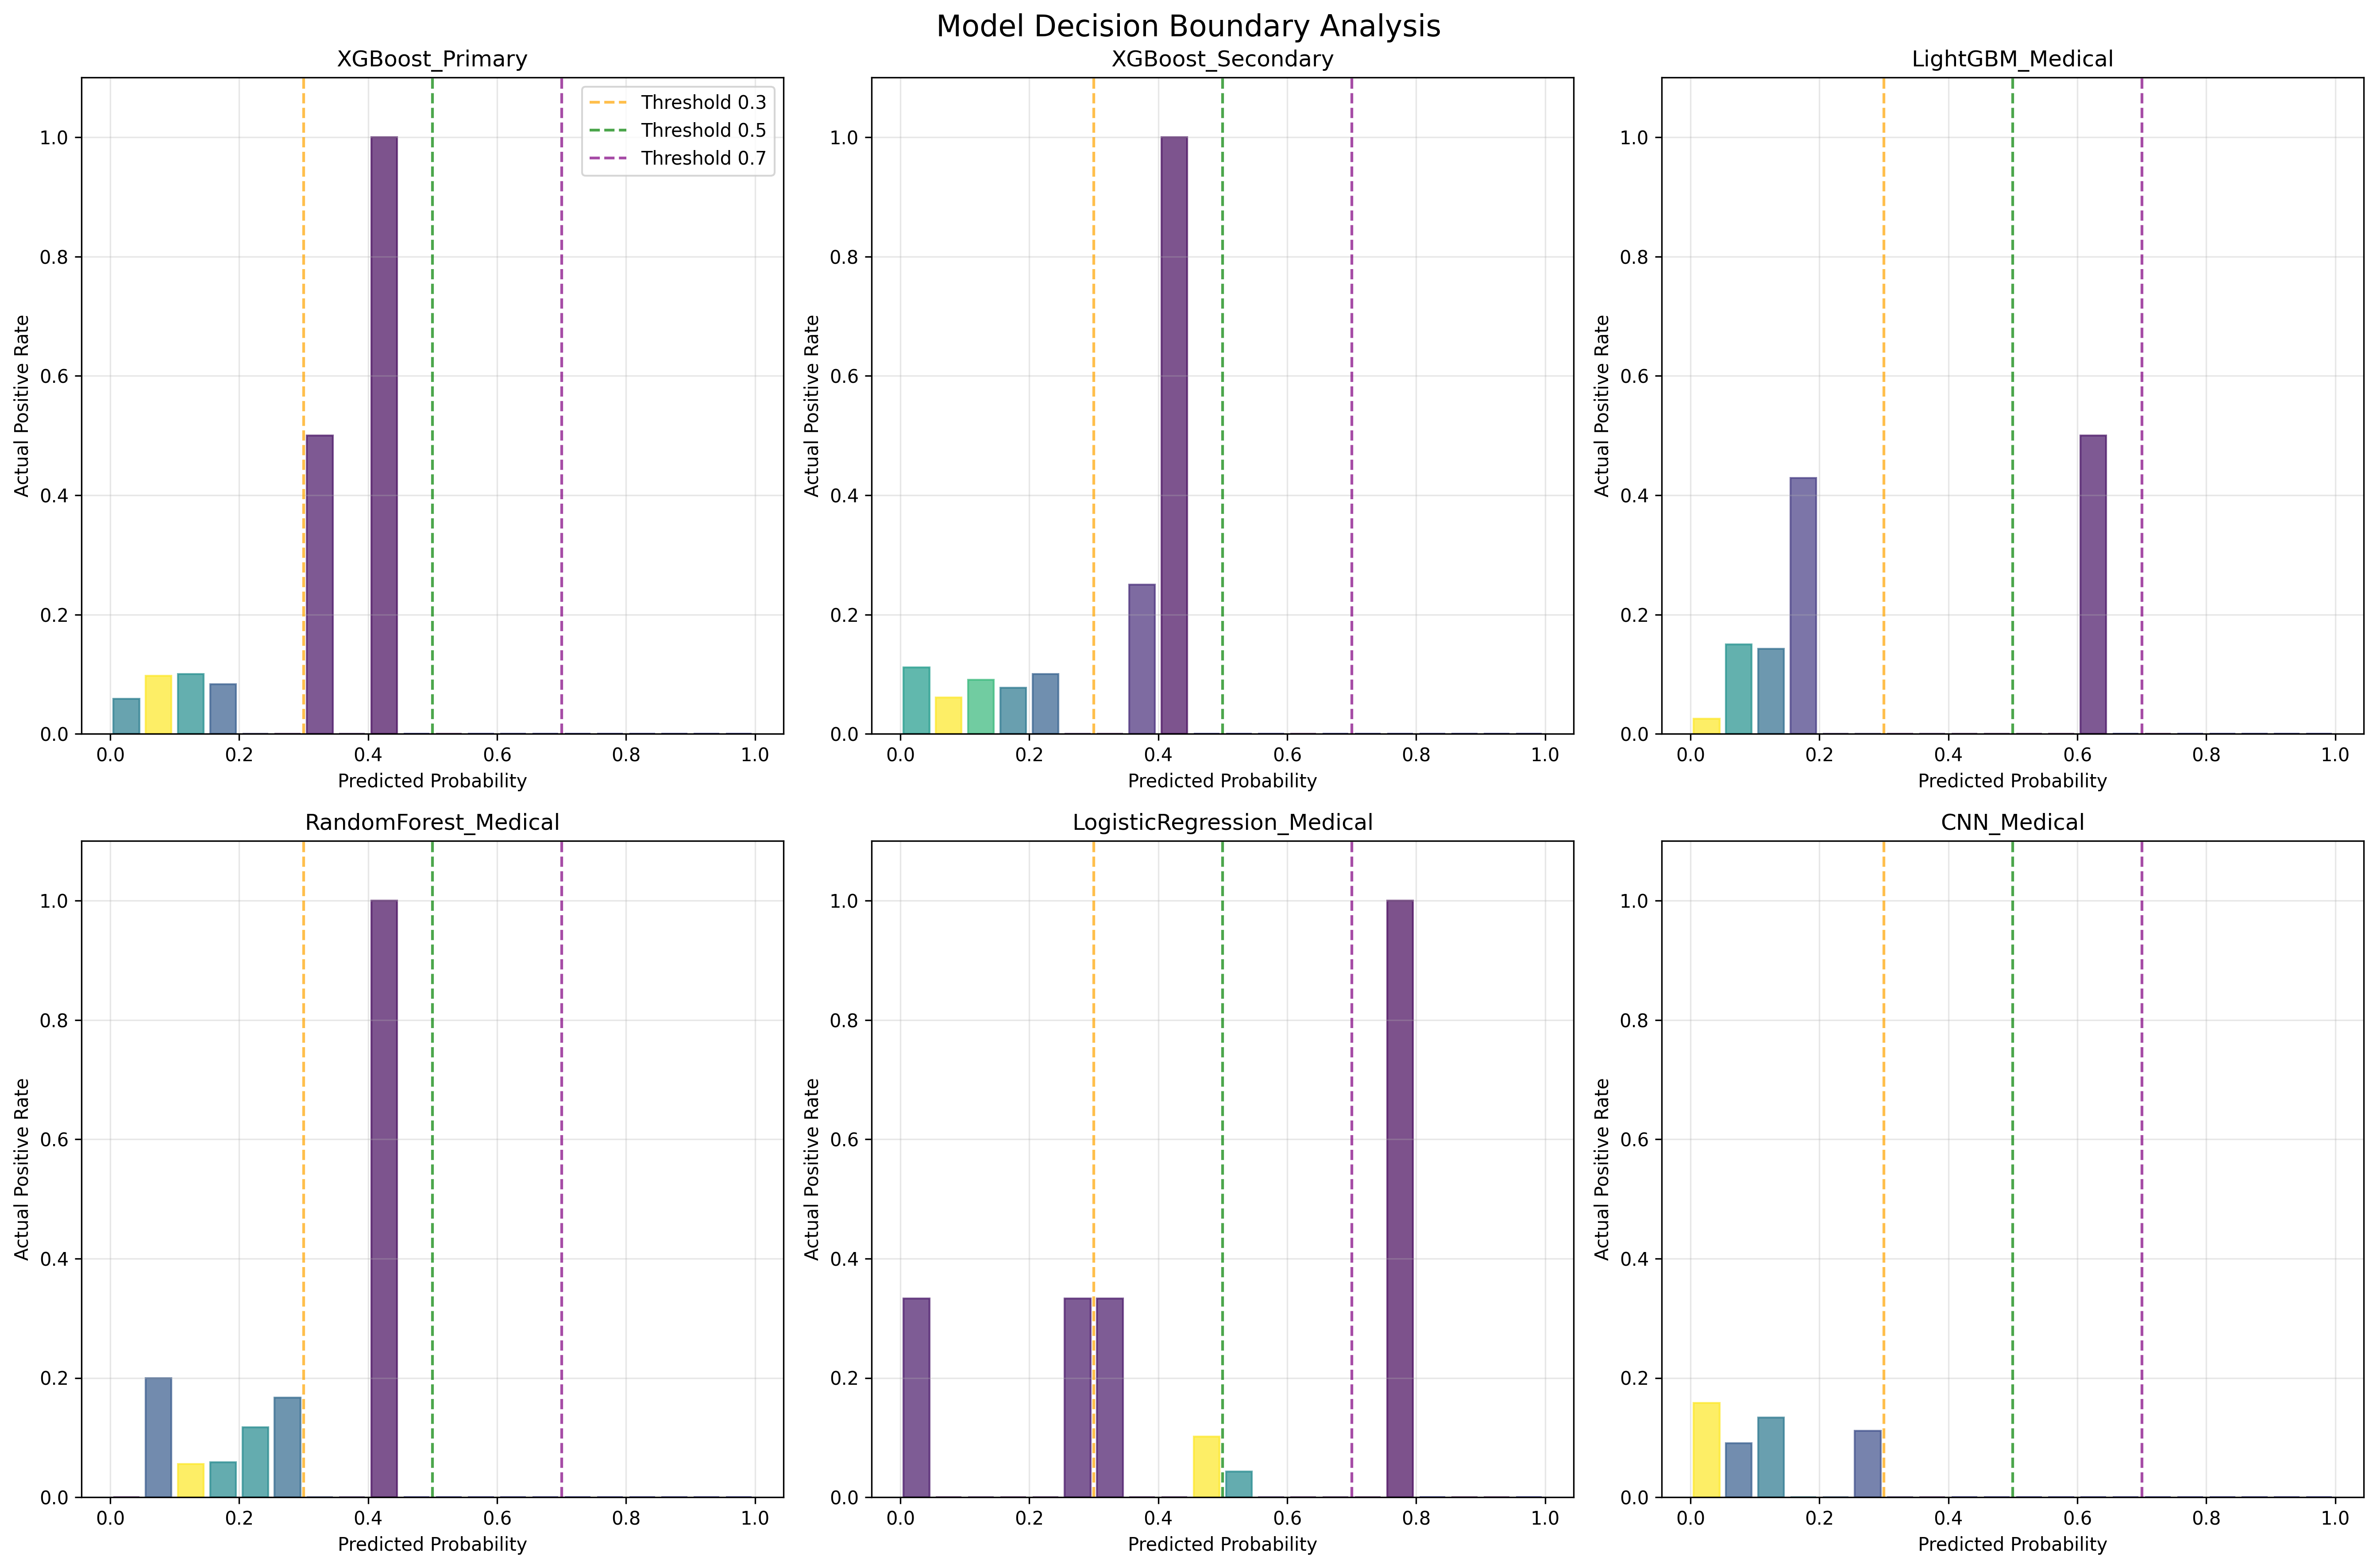 Model Decision Boundary Analysis
XGBoost_Primary
Actual Positive Rate
1.0
0.8
0.6
0.4
0.2
0.0
0.0 0.2 0.4 0.6 0.8 1.0
Predicted Probability
Threshold 0.3
Threshold 0.5
Threshold 0.7
XGBoost_Secondary
Actual Positive Rate
1.0
0.8
0.6
0.4
0.2
0.0
0.0 0.2 0.4 0.6 0.8 1.0
Predicted Probability
LightGBM_Medical
Actual Positive Rate
1.0
0.8
0.6
0.4
0.2
0.0
0.0 0.2 0.4 0.6 0.8 1.0
Predicted Probability
RandomForest_Medical
Actual Positive Rate
1.0
0.8
0.6
0.4
0.2
0.0
0.0 0.2 0.4 0.6 0.8 1.0
Predicted Probability
LogisticRegression_Medical
Actual Positive Rate
1.0
0.8
0.6
0.4
0.2
0.0
0.0 0.2 0.4 0.6 0.8 1.0
Predicted Probability
CNN_Medical
Actual Positive Rate
1.0
0.8
0.6
0.4
0.2
0.0
0.0 0.2 0.4 0.6 0.8 1.0
Predicted Probability